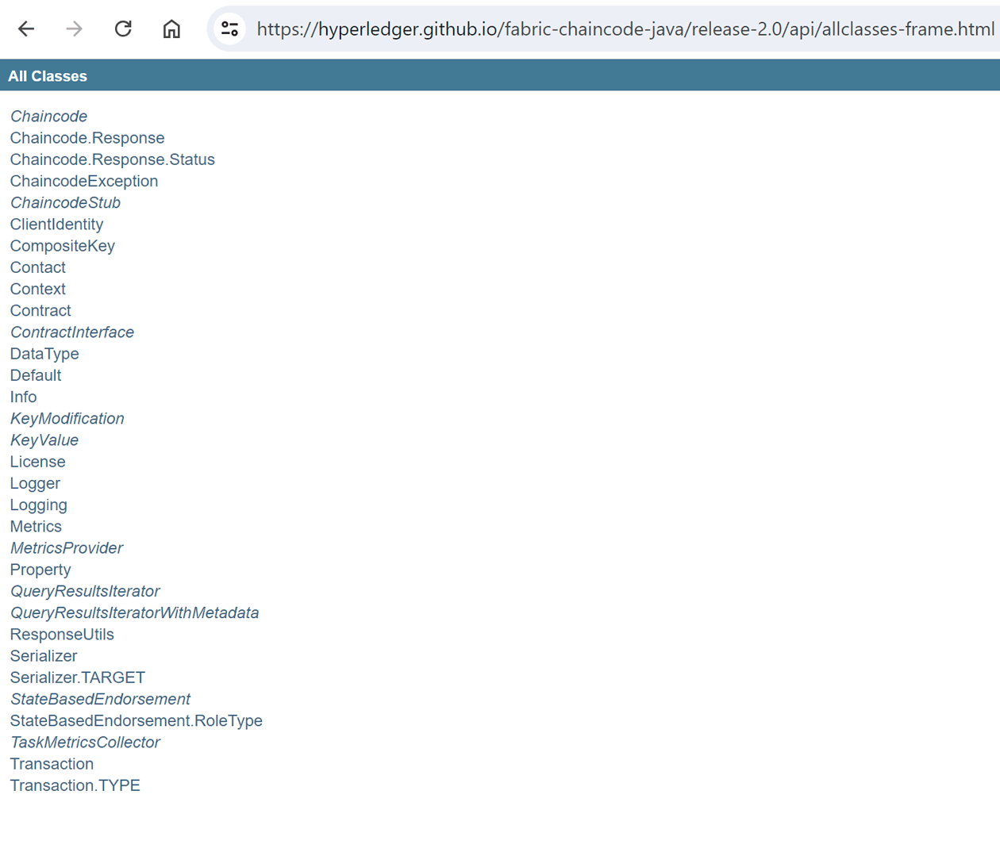 https://hyperledger.github.io/fabric-chaincode-java/release-2.0/api/allclasses-frame.html
All Classes
Chaincode
Chaincode.Response
Chaincode.Response.Status
ChaincodeException
ChaincodeStub
ClientIdentity
CompositeKey
Contact
Context
Contract
ContractInterface
DataType
Default
Info
KeyModification
KeyValue
License
Logger
Logging
Metrics
MetricsProvider
Property
QueryResultsIterator
QueryResultsIteratorWithMetadata
ResponseUtils
Serializer
Serializer.TARGET
StateBasedEndorsement
StateBasedEndorsement.RoleType
TaskMetricsCollector
Transaction
Transaction.TYPE